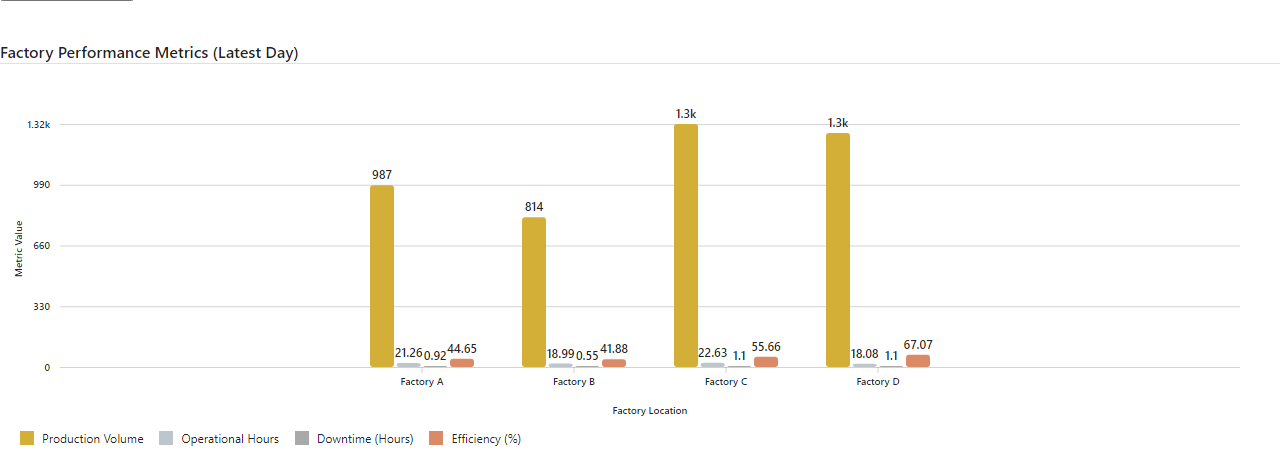 Factory Performance Metrics (Latest Day)
1.32k
990
660
330
0
Metric Value
987
21.26
0.92
44.65
814
18.99
0.55
41.88
1.3k
22.63
1.1
55.66
1.3k
18.08
1.1
67.07
Factory A
Factory B
Factory C
Factory D
Factory Location
Production Volume
Operational Hours
Downtime (Hours)
Efficiency (%)